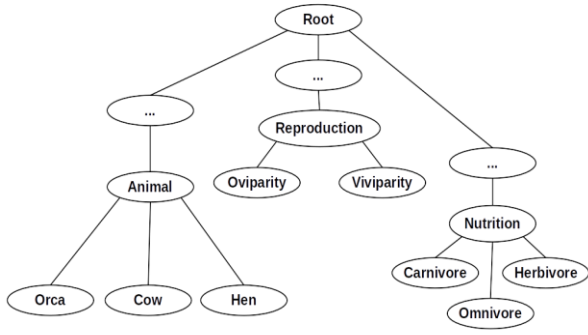 Root
...
...
Reproduction
...
Animal
Oviparity Viviparity
Nutrition
Carnivore Herbivore
Orca Cow Hen
Omnivore